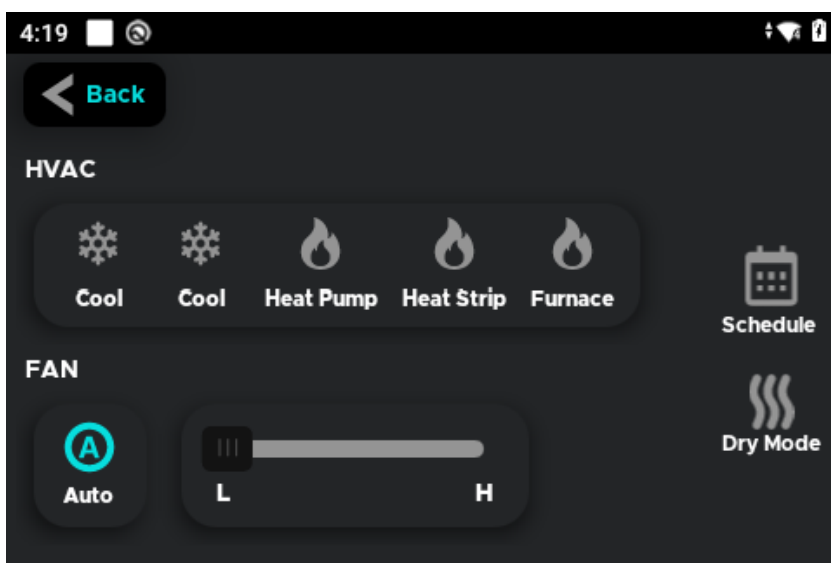 4:19
Back
HVAC
Cool Cool Heat Pump Heat Strip Furnace
Schedule
FAN
A
Auto
L H
Dry Mode